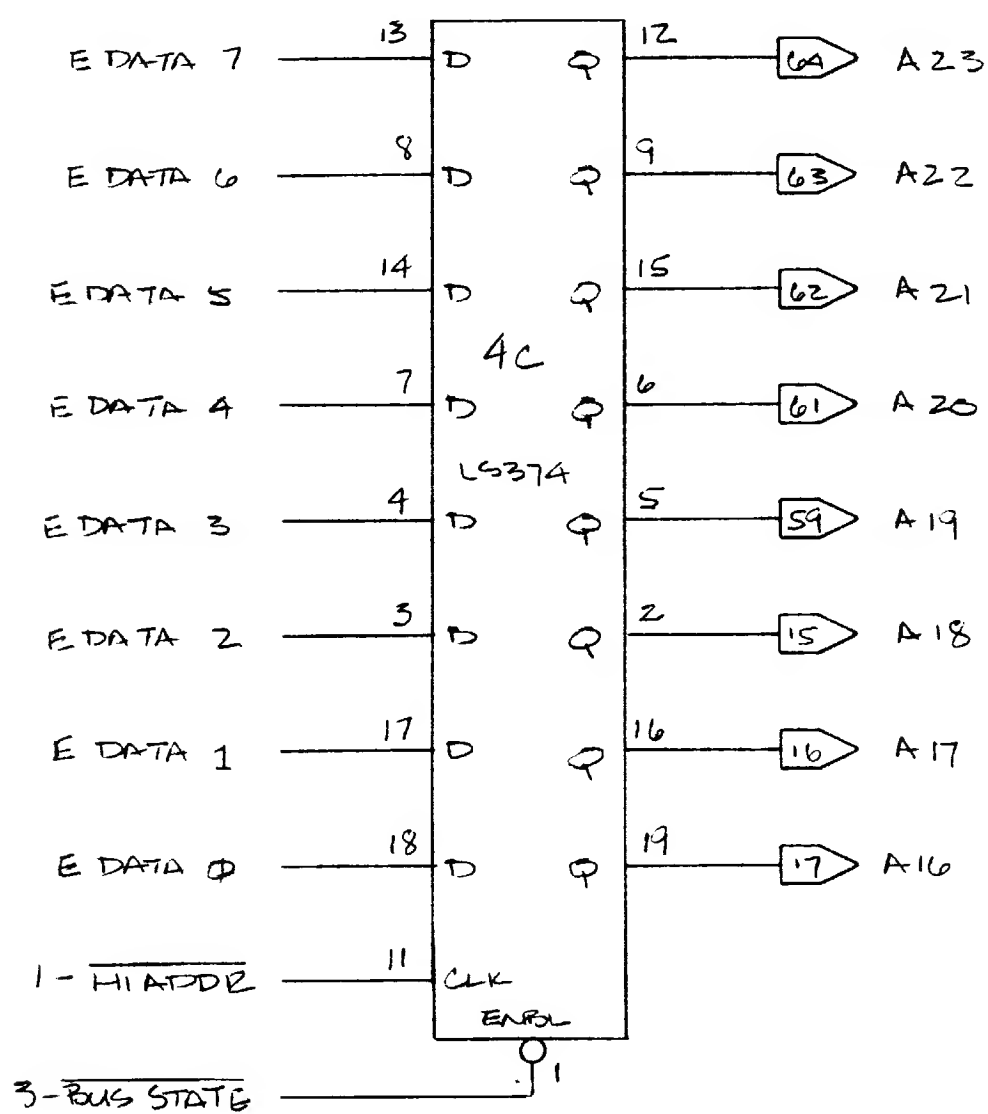 E DATA 7 13 D Q 12 64 A23
E DATA 6 8 D Q 9 63 A22
E DATA 5 14 D Q 15 62 A21
4C
E DATA 4 7 D Q 6 61 A20
LS374
E DATA 3 4 D Q 5 59 A19
E DATA 2 3 D Q 2 15 A18
E DATA 1 17 D Q 16 16 A17
E DATA 0 18 D Q 19 17 A16
1-HIADDR 11 CLK
ENBL
3-BUS STATE 1